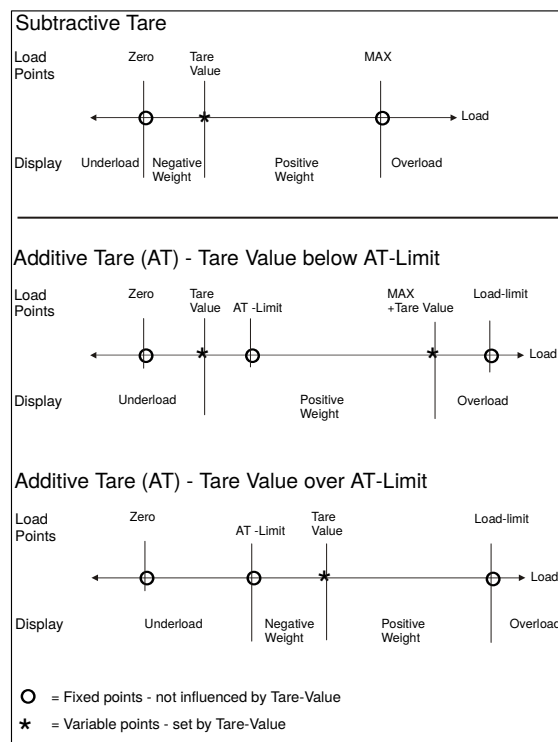 Subtractive Tare
Load Points
Zero
Tare Value
MAX
Load
Display
Underload
Negative Weight
Positive Weight
Overload
Additive Tare (AT) - Tare Value below AT-Limit
Load Points
Zero
Tare Value
AT -Limit
MAX +Tare Value
Load-limit
Load
Display
Underload
Positive Weight
Overload
Additive Tare (AT) - Tare Value over AT-Limit
Load Points
Zero
AT -Limit
Tare Value
Load-limit
Load
Display
Underload
Negative Weight
Positive Weight
Overload
= Fixed points - not influenced by Tare-Value
* = Variable points - set by Tare-Value